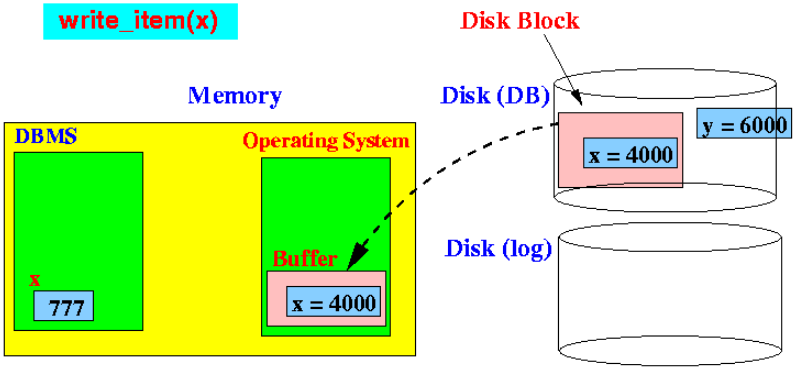 write_item(x)
Disk Block
Memory
Disk (DB)
DBMS
Operating System
y = 6000
x = 4000
Disk (log)
Buffer
x
777
x = 4000